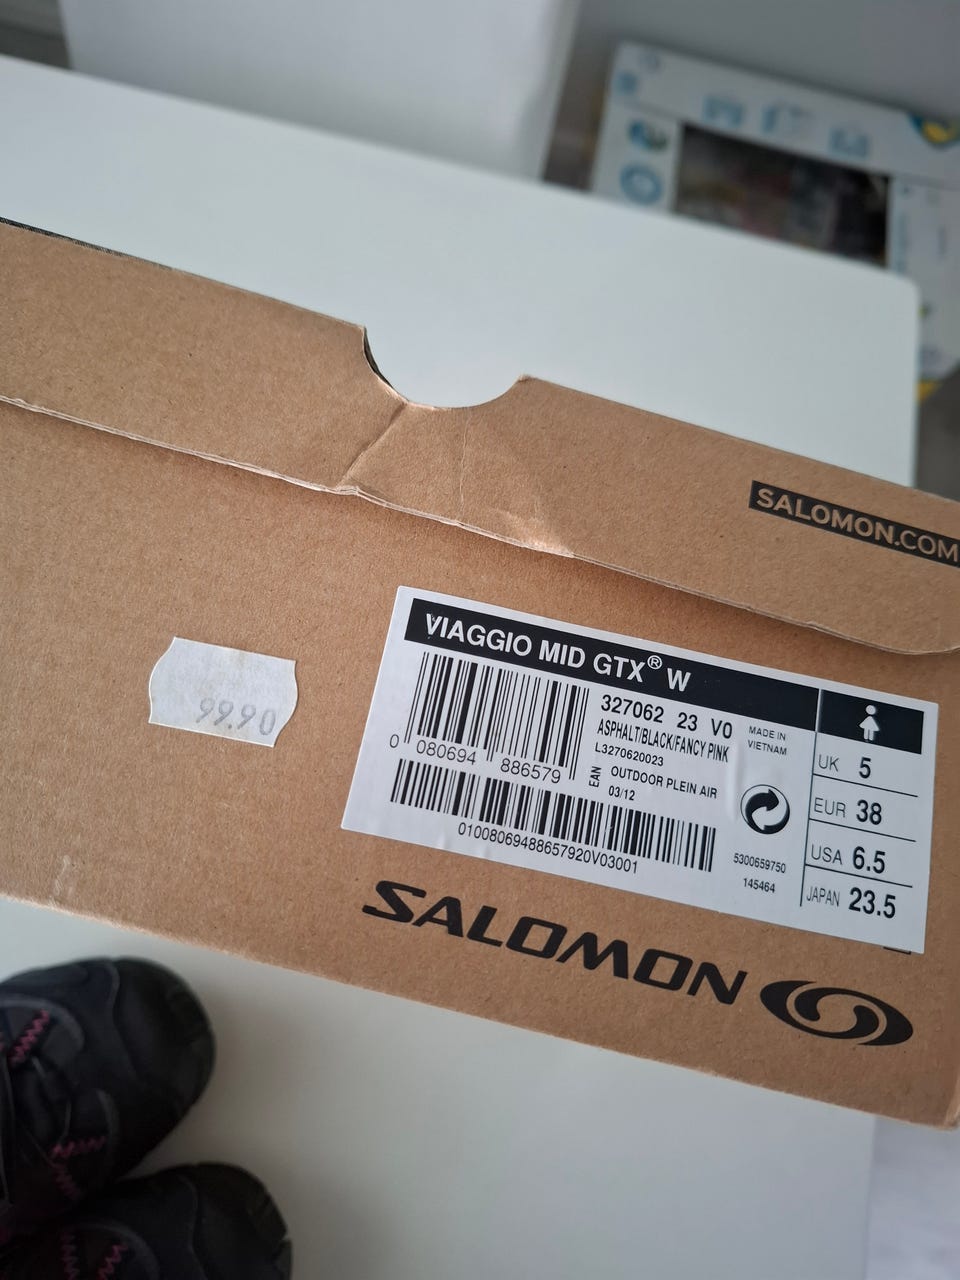 SALOMON.COM
99.90
VIAGGIO MID GTX® W
327062 23 V0
ASPHALT/BLACK/FANCY PINK
L3270620023
MADE IN
VIETNAM
0 080694 886579
EAN
OUTDOOR PLEIN AIR
03/12
01008069488657920V03001
5300659750
145464
UK 5
EUR 38
USA 6.5
JAPAN 23.5
SALOMON